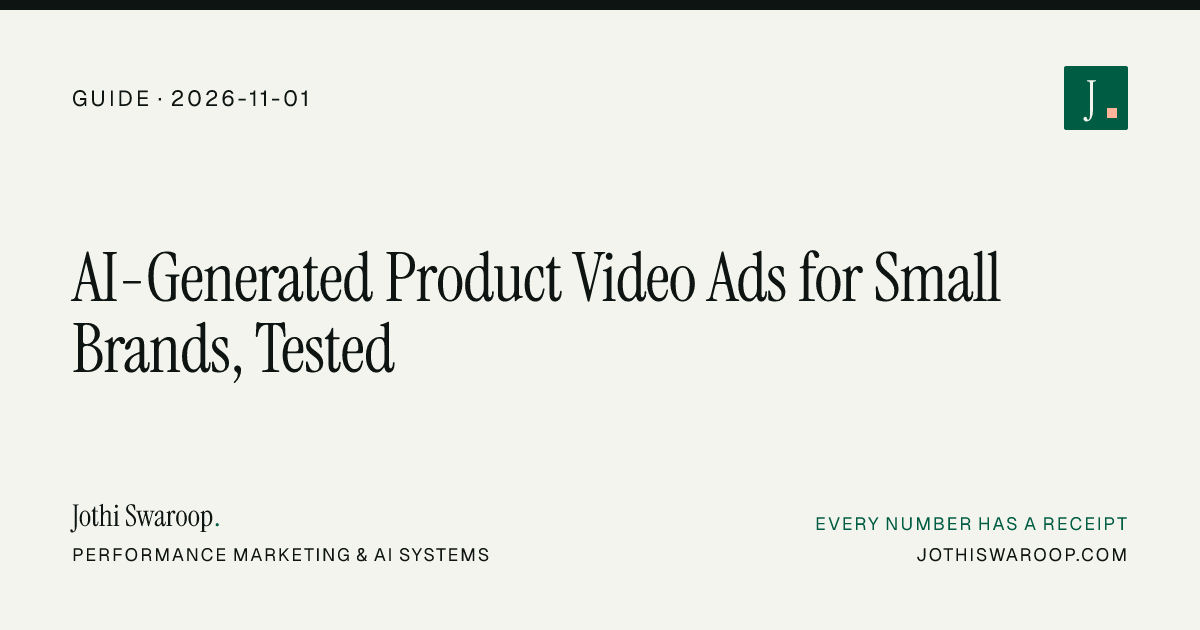 GUIDE · 2026-11-01
J.
AI-Generated Product Video Ads for Small
Brands, Tested
Jothi Swaroop.
PERFORMANCE MARKETING & AI SYSTEMS
EVERY NUMBER HAS A RECEIPT
JOTHISWAROOP.COM